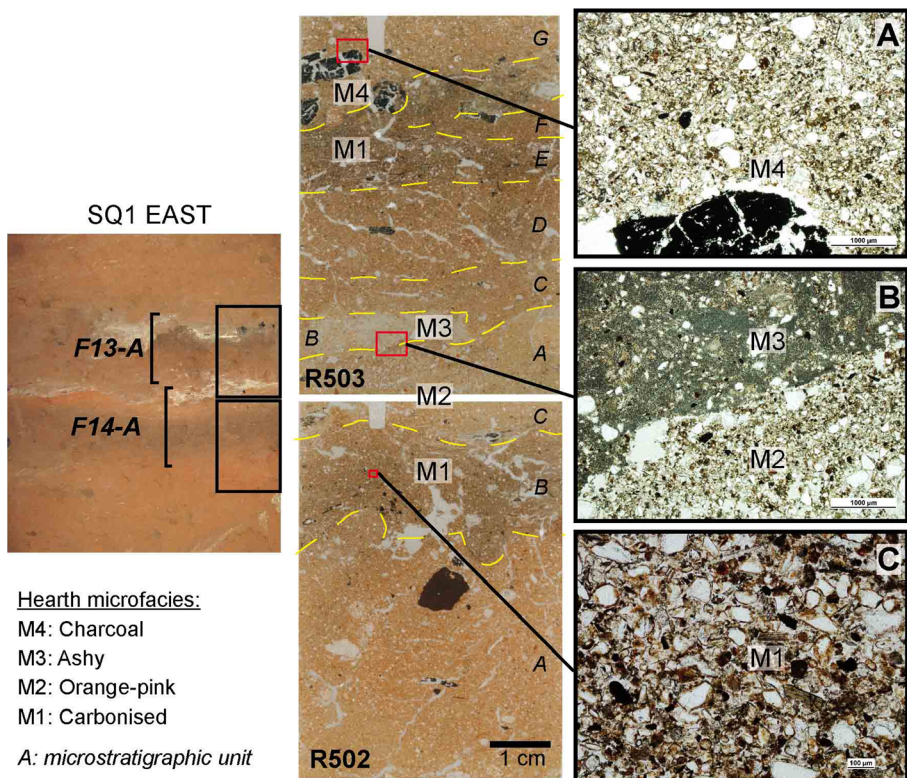 SQ1 EAST
F13-A
F14-A
Hearth microfacies:
M4: Charcoal
M3: Ashy
M2: Orange-pink
M1: Carbonised
A: microstratigraphic unit
G
M4
F
M1
E
D
C
M3
B
A
R503
M2
C
M1
B
A
R502
1 cm
A
M4
1000 µm
B
M3
M2
1000 µm
C
M1
100 µm